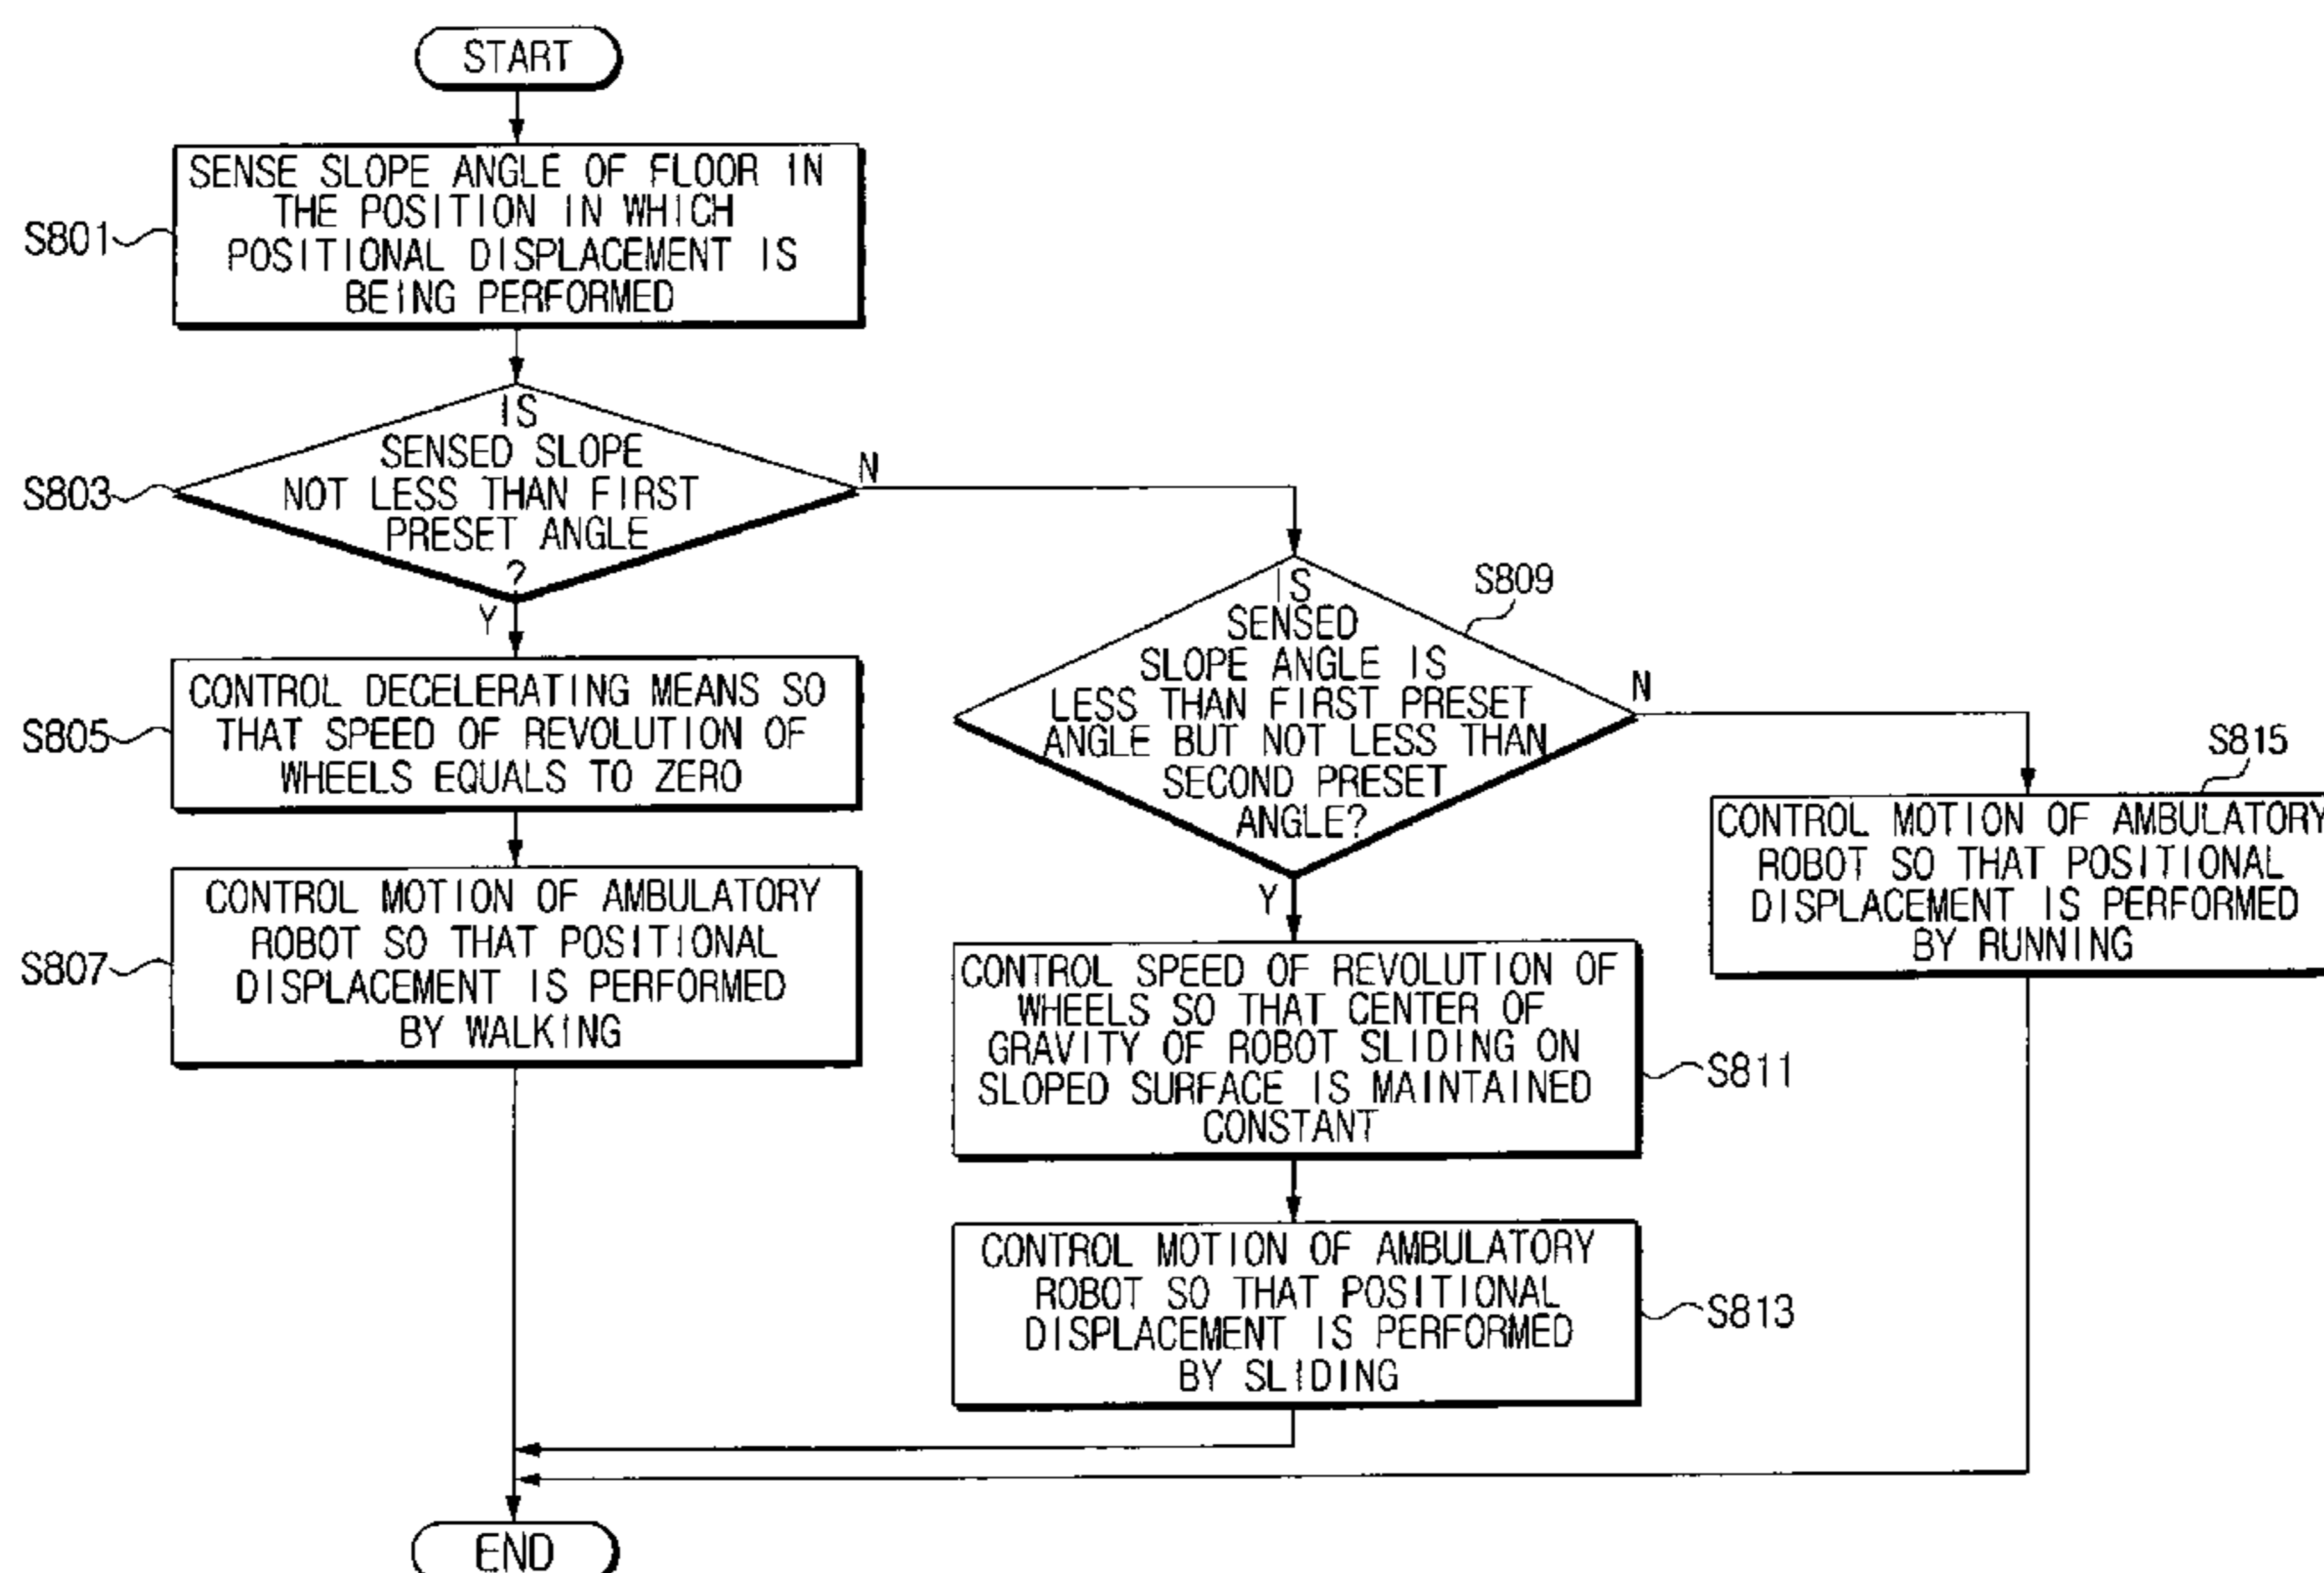 START
S801
SENSE SLOPE ANGLE OF FLOOR IN
THE POSITION IN WHICH
POSITIONAL DISPLACEMENT IS
BEING PERFORMED
S803
IS
SENSED SLOPE
NOT LESS THAN FIRST
PRESET ANGLE
?
N
Y
S805
CONTROL DECELERATING MEANS SO
THAT SPEED OF REVOLUTION OF
WHEELS EQUALS TO ZERO
S807
CONTROL MOTION OF AMBULATORY
ROBOT SO THAT POSITIONAL
DISPLACEMENT IS PERFORMED
BY WALKING
S809
IS
SENSED
SLOPE ANGLE IS
LESS THAN FIRST PRESET
ANGLE BUT NOT LESS THAN
SECOND PRESET
ANGLE?
N
Y
CONTROL SPEED OF REVOLUTION OF
WHEELS SO THAT CENTER OF
GRAVITY OF ROBOT SLIDING ON
SLOPED SURFACE IS MAINTAINED
CONSTANT
S811
CONTROL MOTION OF AMBULATORY
ROBOT SO THAT POSITIONAL
DISPLACEMENT IS PERFORMED
BY SLIDING
S813
S815
CONTROL MOTION OF AMBULATORY
ROBOT SO THAT POSITIONAL
DISPLACEMENT IS PERFORMED
BY RUNNING
END